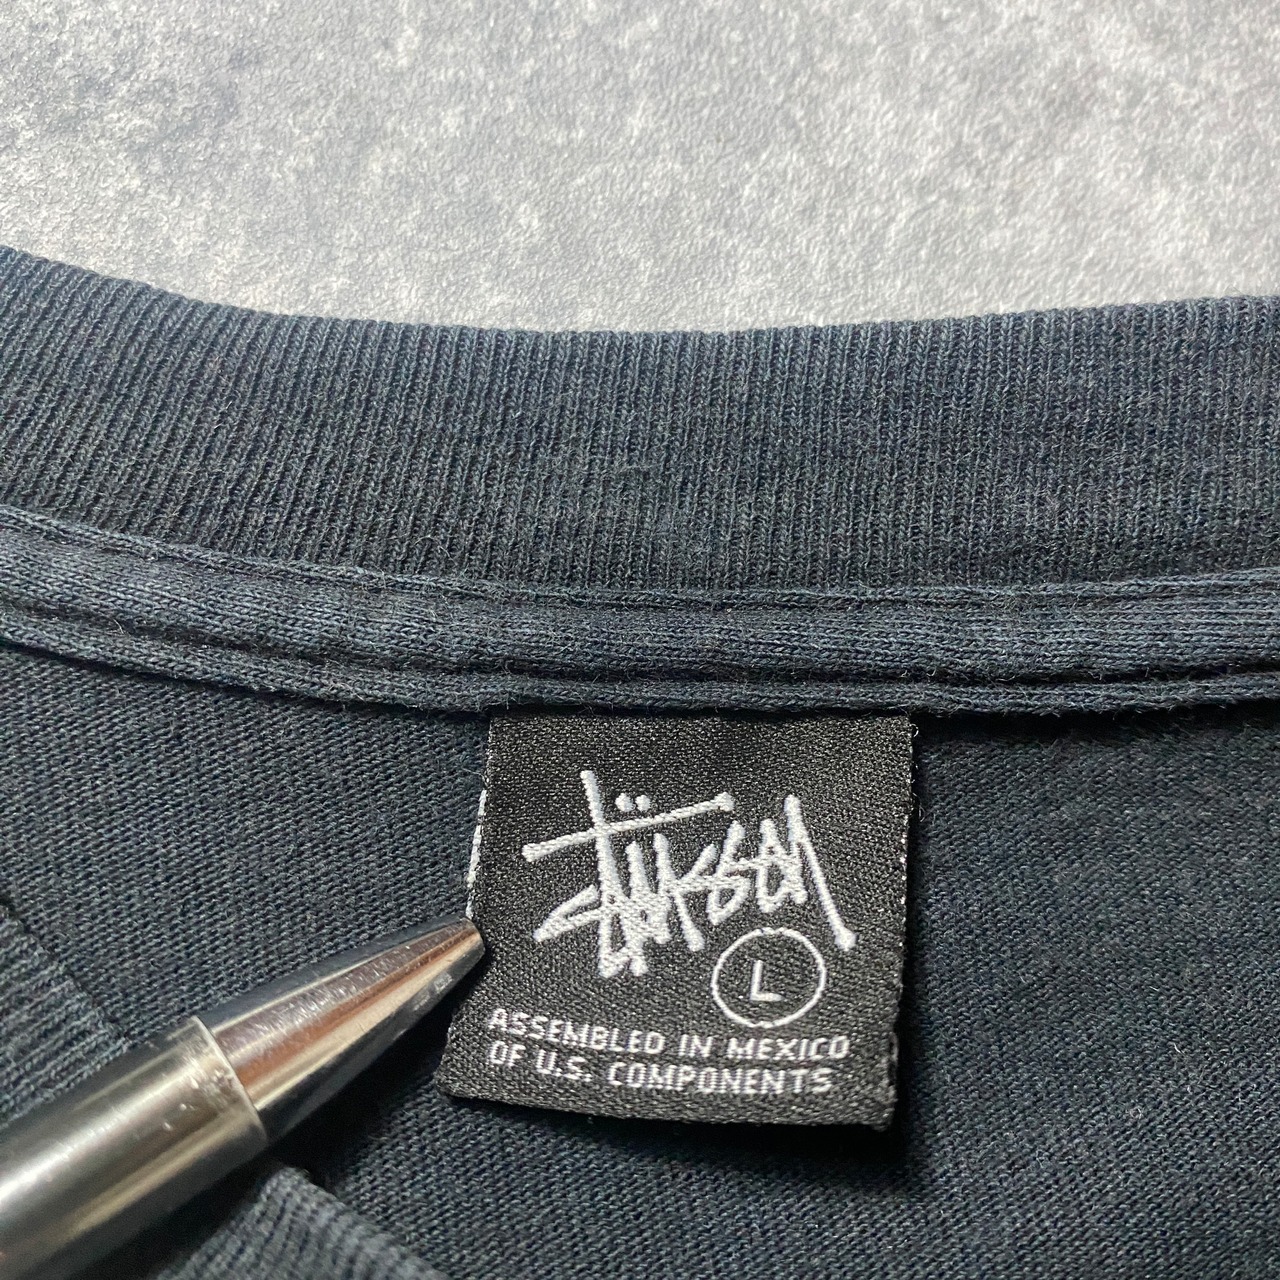 Stüssy
L
ASSEMBLED IN MEXICO
OF U.S. COMPONENTS